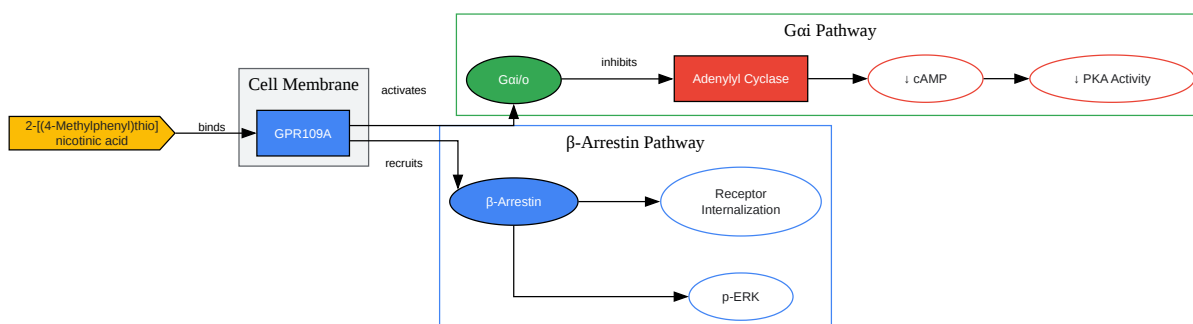 Gαi Pathway
Gαi/o
inhibits
Adenylyl Cyclase
↓ cAMP
↓ PKA Activity
Cell Membrane
activates
2-[(4-Methylphenyl)thio]
nicotinic acid
binds
GPR109A
β-Arrestin Pathway
recruits
β-Arrestin
Receptor
Internalization
p-ERK